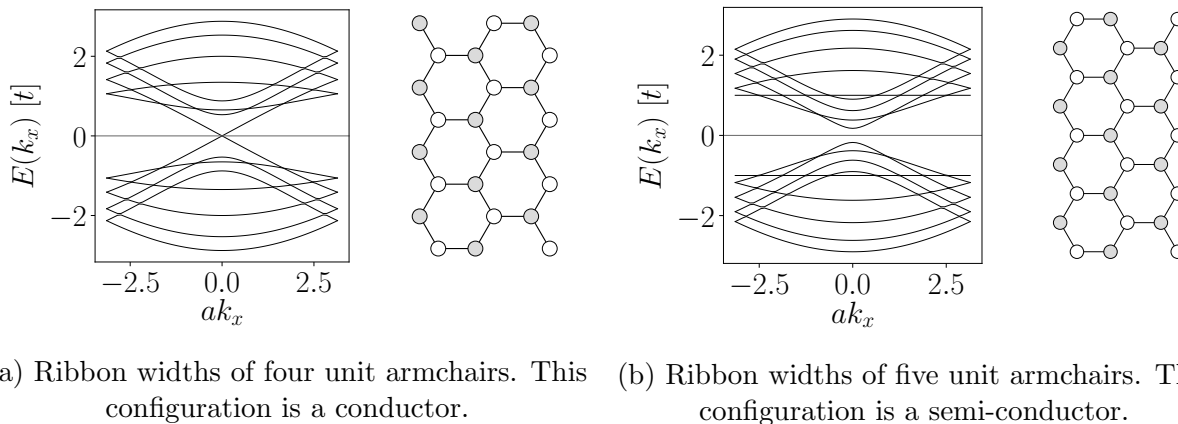 2
0
−2
E(kₓ) [t]
−2.5 0.0 2.5
akₓ
2
0
−2
E(kₓ) [t]
−2.5 0.0 2.5
akₓ
a) Ribbon widths of four unit armchairs. This
configuration is a conductor.
(b) Ribbon widths of five unit armchairs. Th
configuration is a semi-conductor.